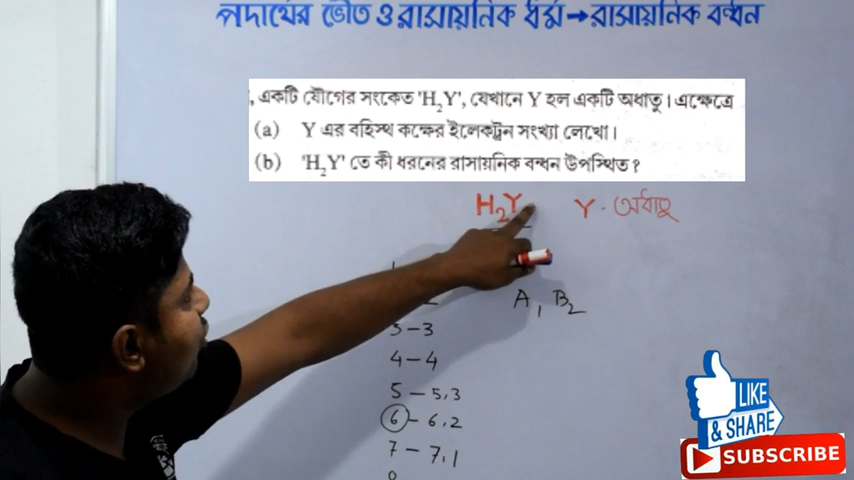 পদার্থের ভৌত ও রাসায়নিক ধর্ম → রাসায়নিক বন্ধন
, একটি যৌগের সংকেত 'H₂Y', যেখানে Y হল একটি অধাতু। এক্ষেত্রে
(a) Y এর বহিস্থ কক্ষের ইলেকট্রন সংখ্যা লেখো।
(b) 'H₂Y' তে কী ধরনের রাসায়নিক বন্ধন উপস্থিত?
H₂Y Y - অধাতু
A₁ B₂
3 – 3
4 – 4
5 – 5,3
6 – 6,2
7 – 7,1
LIKE
& SHARE
SUBSCRIBE